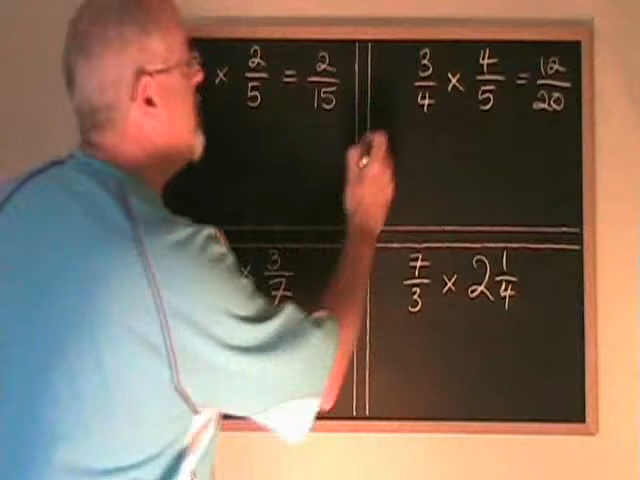 × 2/5 = 2/15
3/4 × 4/5 = 12/20
× 3/7
7/3 × 2 1/4